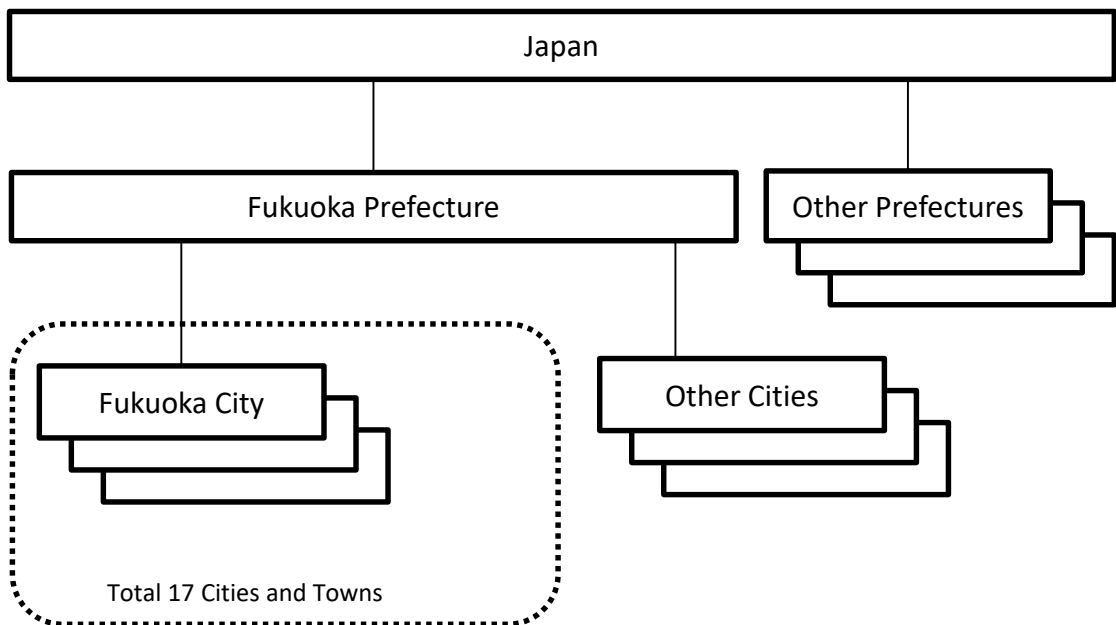 Japan
Fukuoka Prefecture
Other Prefectures
Fukuoka City
Other Cities
Total 17 Cities and Towns